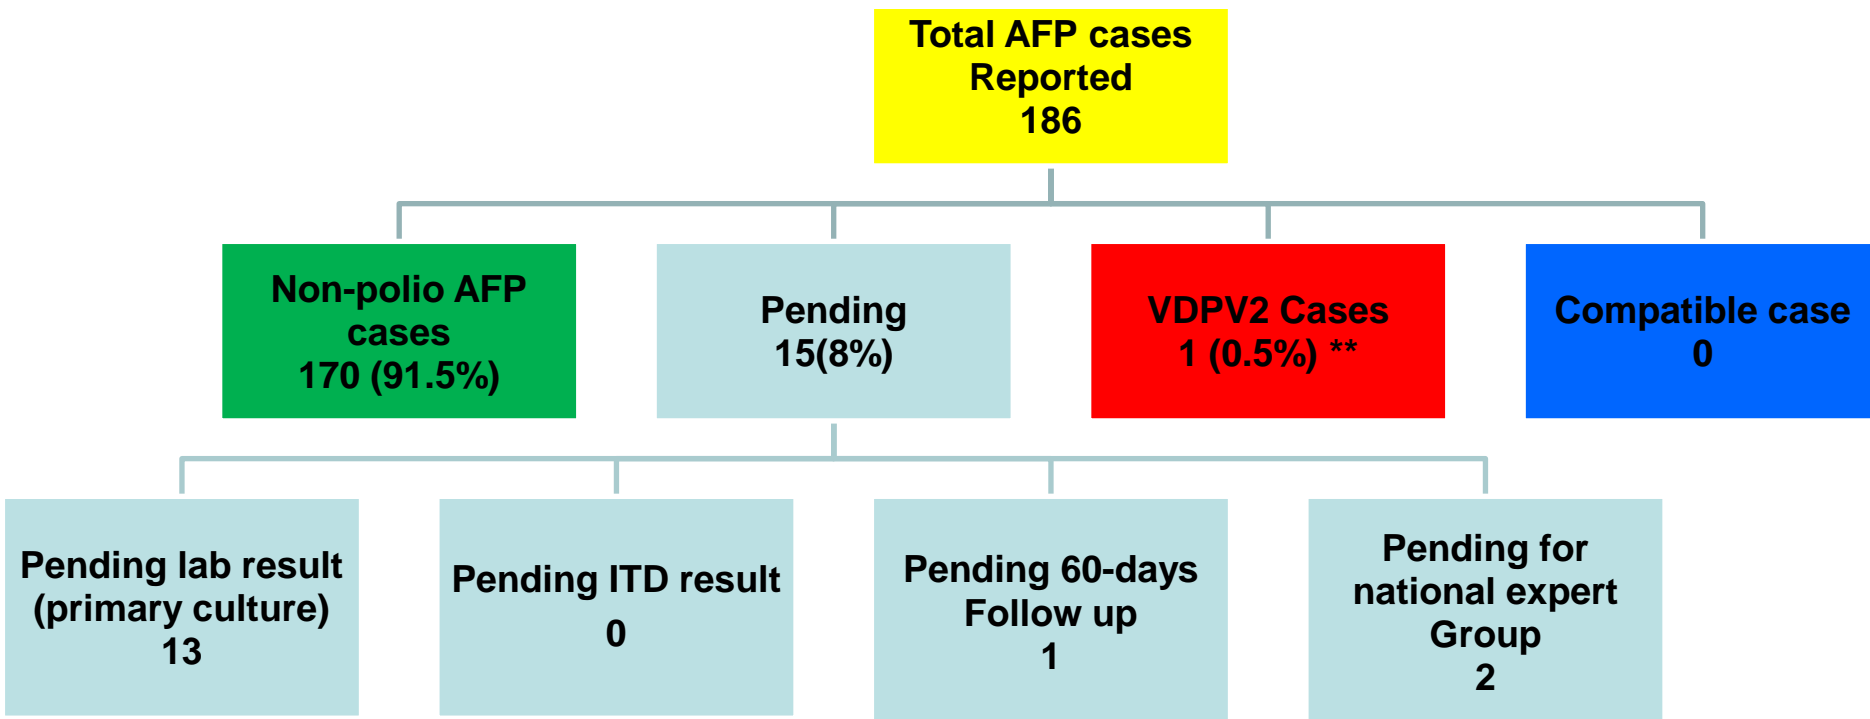 Total AFP cases
Reported
186
Non-polio AFP
cases
170 (91.5%)
Pending
15(8%)
VDPV2 Cases
1 (0.5%) **
Compatible case
0
Pending lab result
(primary culture)
13
Pending ITD result
0
Pending 60-days
Follow up
1
Pending for
national expert
Group
2